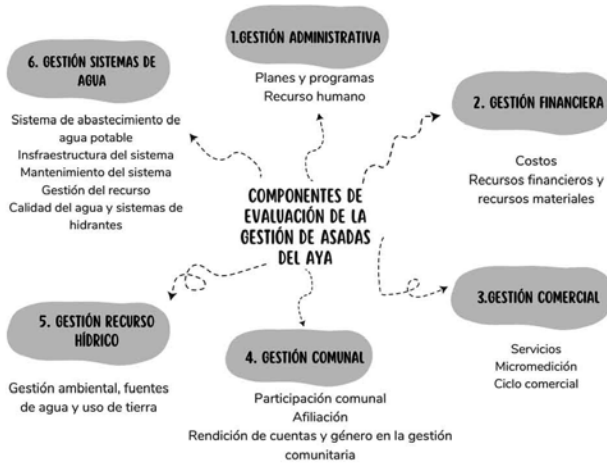 COMPONENTES DE
EVALUACIÓN DE LA
GESTIÓN DE ASADAS
DEL AYA
1.GESTIÓN ADMINISTRATIVA
Planes y programas
Recurso humano
2. GESTIÓN FINANCIERA
Costos
Recursos financieros y
recursos materiales
3.GESTIÓN COMERCIAL
Servicios
Micromedición
Ciclo comercial
4. GESTIÓN COMUNAL
Participación comunal
Afiliación
Rendición de cuentas y género en la gestión
comunitaria
5. GESTIÓN RECURSO
HÍDRICO
Gestión ambiental, fuentes
de agua y uso de tierra
6. GESTIÓN SISTEMAS DE
AGUA
Sistema de abastecimiento de
agua potable
Insfraestructura del sistema
Mantenimiento del sistema
Gestión del recurso
Calidad del agua y sistemas de
hidrantes